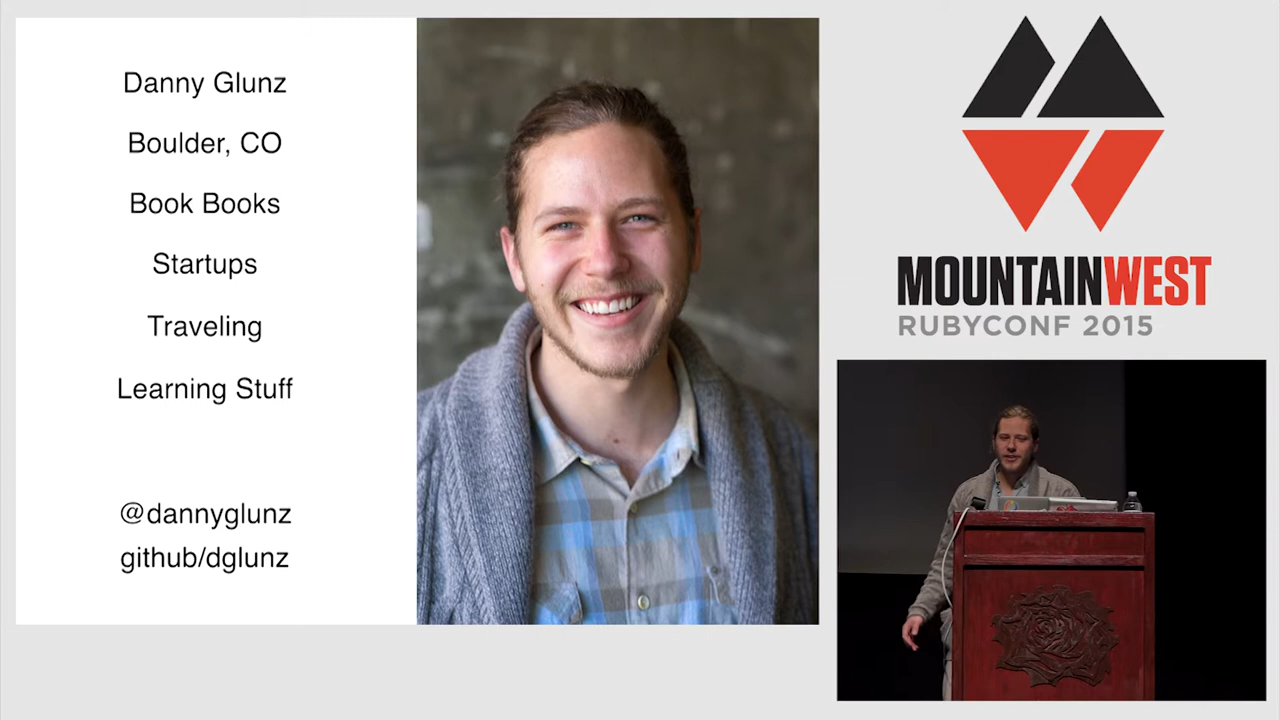 Danny Glunz
Boulder, CO
Book Books
Startups
Traveling
Learning Stuff
@dannyglunz
github/dglunz
MOUNTAINWEST
RUBYCONF 2015